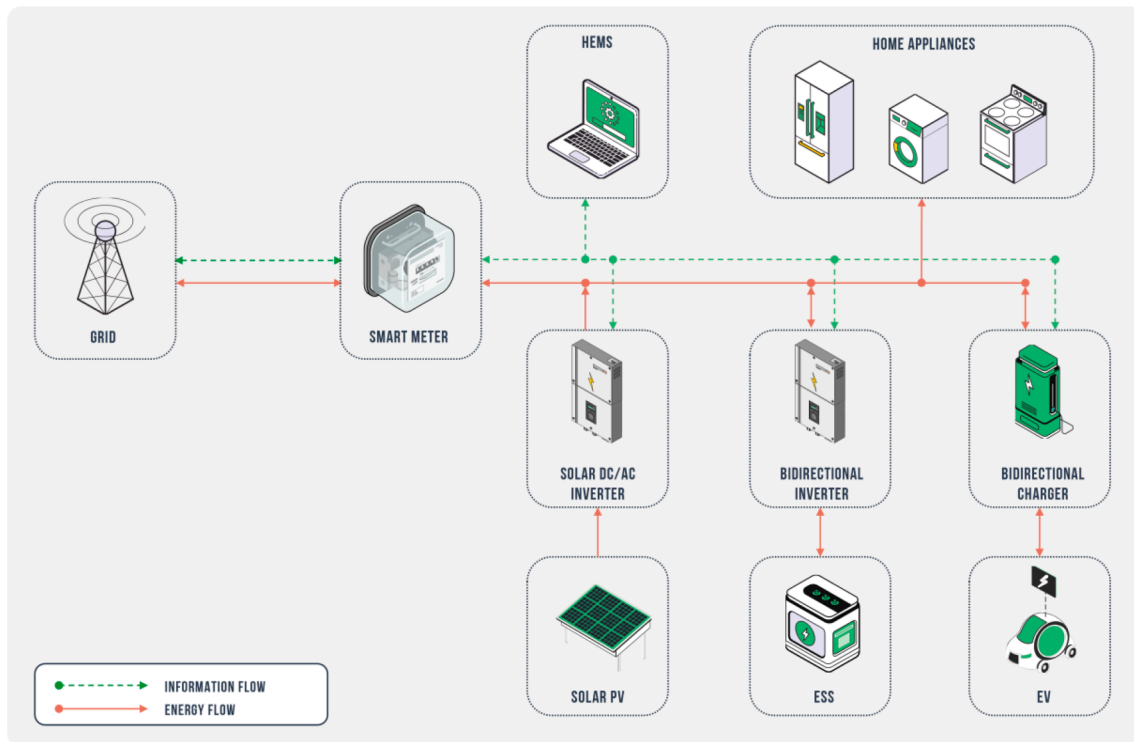 HEMS
HOME APPLIANCES
GRID
SMART METER
SOLAR DC/AC
INVERTER
BIDIRECTIONAL
INVERTER
BIDIRECTIONAL
CHARGER
SOLAR PV
ESS
EV
INFORMATION FLOW
ENERGY FLOW